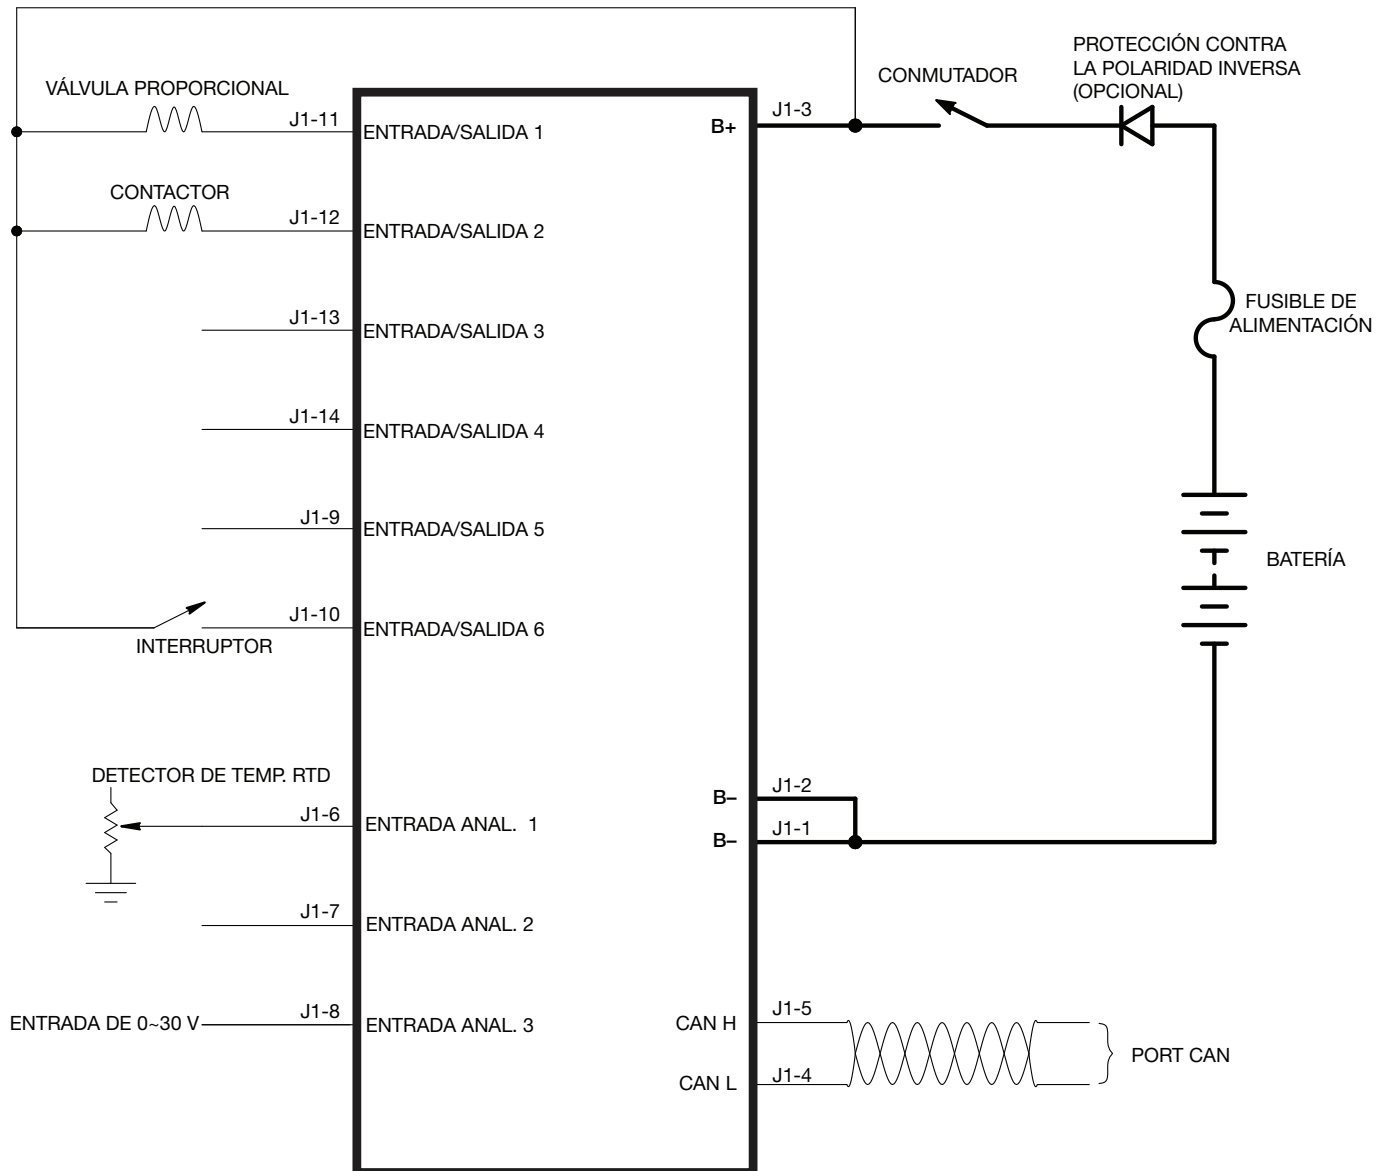 PROTECCIÓN CONTRA
LA POLARIDAD INVERSA
(OPCIONAL)
CONMUTADOR
VÁLVULA PROPORCIONAL
J1-11
ENTRADA/SALIDA 1
B+
J1-3
CONTACTOR
J1-12
ENTRADA/SALIDA 2
J1-13
ENTRADA/SALIDA 3
FUSIBLE DE
ALIMENTACIÓN
J1-14
ENTRADA/SALIDA 4
J1-9
ENTRADA/SALIDA 5
BATERÍA
J1-10
ENTRADA/SALIDA 6
INTERRUPTOR
DETECTOR DE TEMP. RTD
J1-6
ENTRADA ANAL. 1
B–
J1-2
B–
J1-1
J1-7
ENTRADA ANAL. 2
ENTRADA DE 0~30 V
J1-8
ENTRADA ANAL. 3
CAN H
J1-5
PORT CAN
CAN L
J1-4